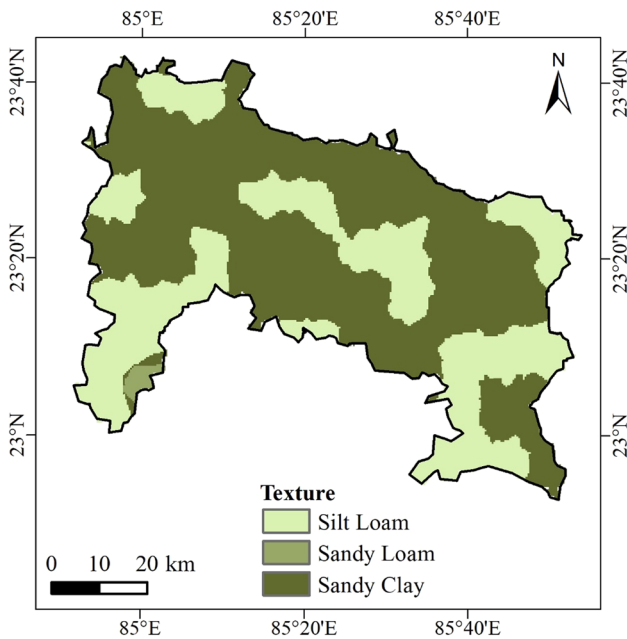 85°E 85°20'E 85°40'E
N
23°40'N 23°40'N
23°20'N 23°20'N
23°N 23°N
Texture
Silt Loam
Sandy Loam
Sandy Clay
0 10 20 km
85°E 85°20'E 85°40'E